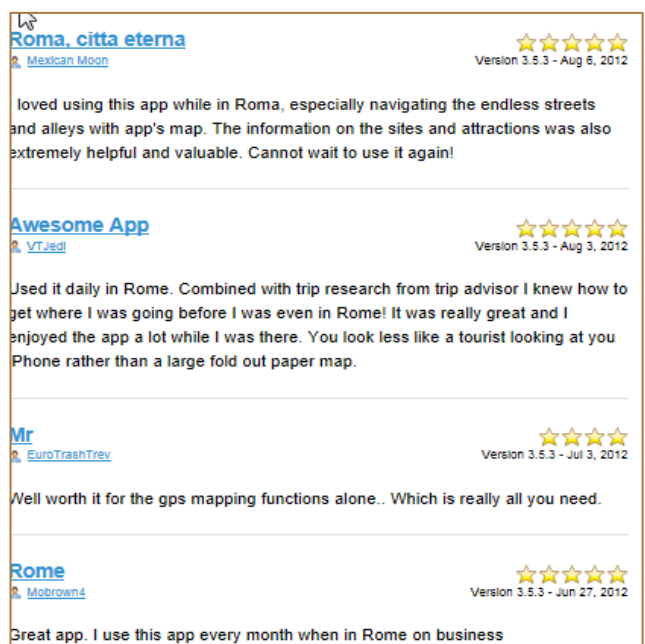 Roma, citta eterna
Mexican Moon
Version 3.5.3 - Aug 6, 2012
loved using this app while in Roma, especially navigating the endless streets
and alleys with app's map. The information on the sites and attractions was also
extremely helpful and valuable. Cannot wait to use it again!
Awesome App
VTJedi
Version 3.5.3 - Aug 3, 2012
Used it daily in Rome. Combined with trip research from trip advisor I knew how to
get where I was going before I was even in Rome! It was really great and I
enjoyed the app a lot while I was there. You look less like a tourist looking at you
iPhone rather than a large fold out paper map.
Mr
EuroTrashTrev
Version 3.5.3 - Jul 3, 2012
Well worth it for the gps mapping functions alone.. Which is really all you need.
Rome
Mobrown4
Version 3.5.3 - Jun 27, 2012
Great app. I use this app every month when in Rome on business